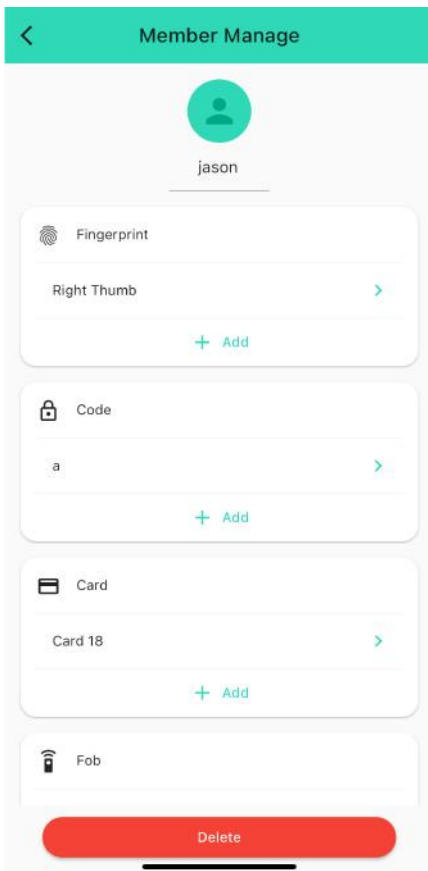 Member Manage
jason
Fingerprint
Right Thumb
+ Add
Code
a
+ Add
Card
Card 18
+ Add
Fob
Delete